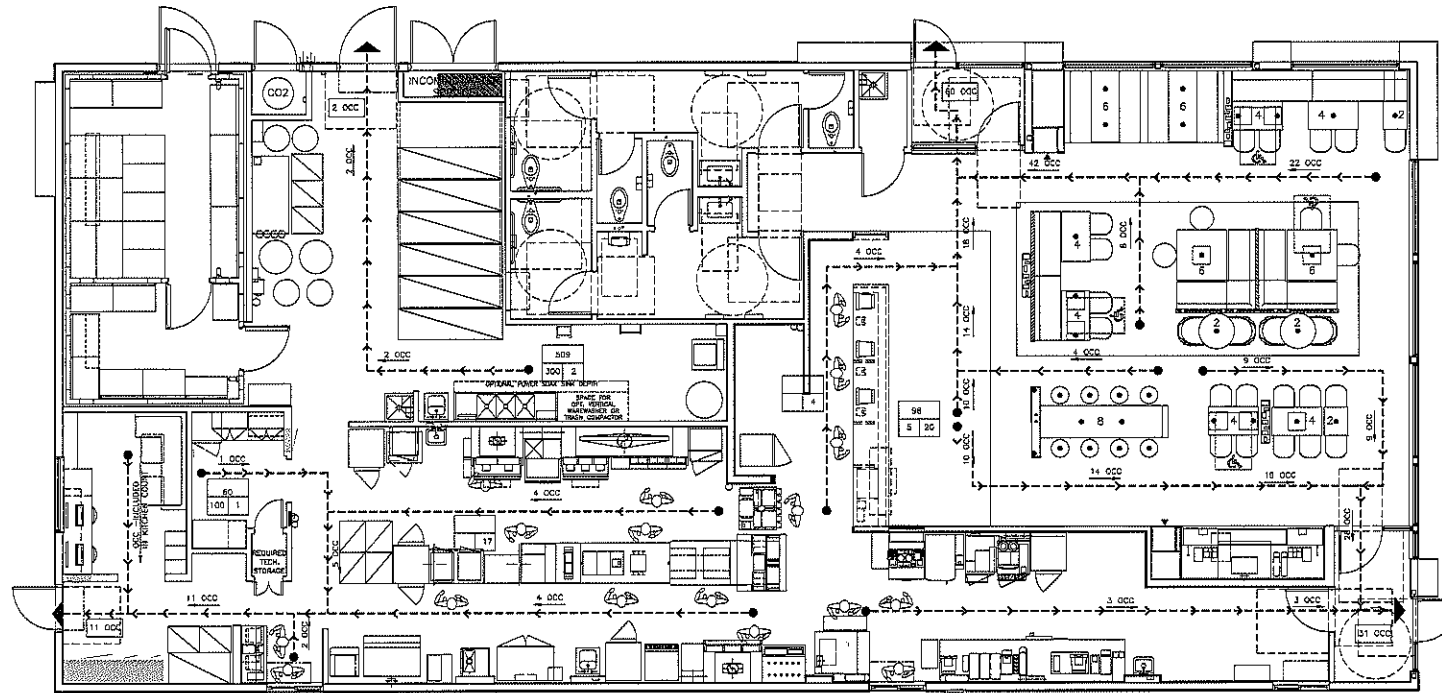 CO2
2 OCC
60 OCC
6
6
4
4
2
42 OCC
22 OCC
2 OCC
4 OCC
18 OCC
6 OCC
4
6
6
4
2
2
14 OCC
2 OCC
509
300 2
OPTIONAL POWER SOAK SINK DEPTH
SPACE FOR
OPT. VERTICAL
WAREWASHER OR
TRASH COMPACTOR
4
4 OCC
9 OCC
10 OCC
98
5 20
8
4
4
2
9 OCC
10 OCC
14 OCC
1 OCC
60
100 1
OCC -INCLUDED
IN KITCHEN COUNT
4 OCC
17
REQUIRED
TECH.
STORAGE
5 OCC
11 OCC
4 OCC
3 OCC
3 OCC
11 OCC
2 OCC
31 OCC